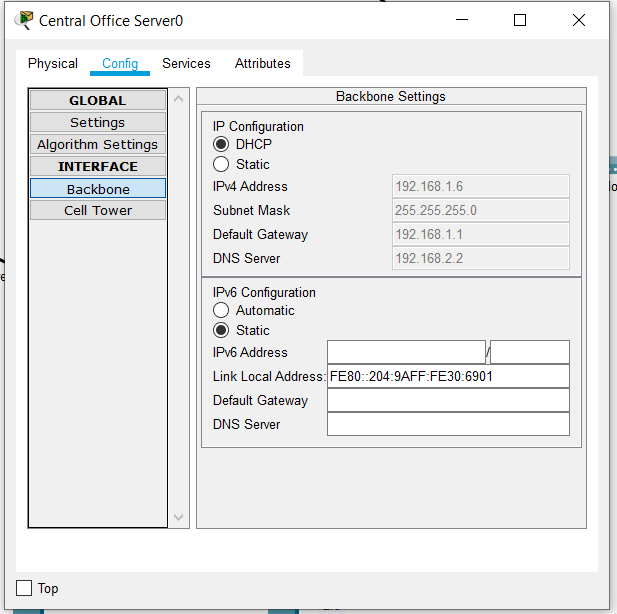 Central Office Server0
Physical Config Services Attributes
GLOBAL
Settings
Algorithm Settings
INTERFACE
Backbone
Cell Tower
Backbone Settings
IP Configuration
DHCP
Static
IPv4 Address 192.168.1.6
Subnet Mask 255.255.255.0
Default Gateway 192.168.1.1
DNS Server 192.168.2.2
IPv6 Configuration
Automatic
Static
IPv6 Address /
Link Local Address: FE80::204:9AFF:FE30:6901
Default Gateway
DNS Server
Top